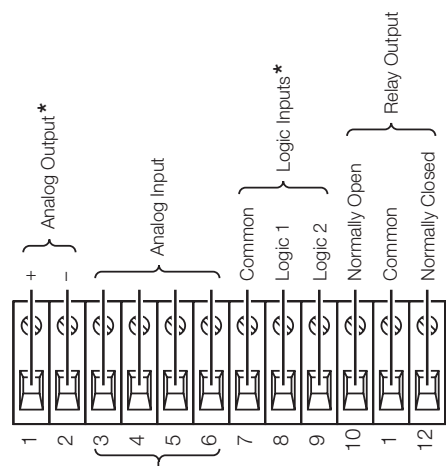 Analog Output*
Analog Input
Logic Inputs*
Relay Output
+
–
Common
Logic 1
Logic 2
Normally Open
Common
Normally Closed
1
2
3
4
5
6
7
8
9
10
1
12